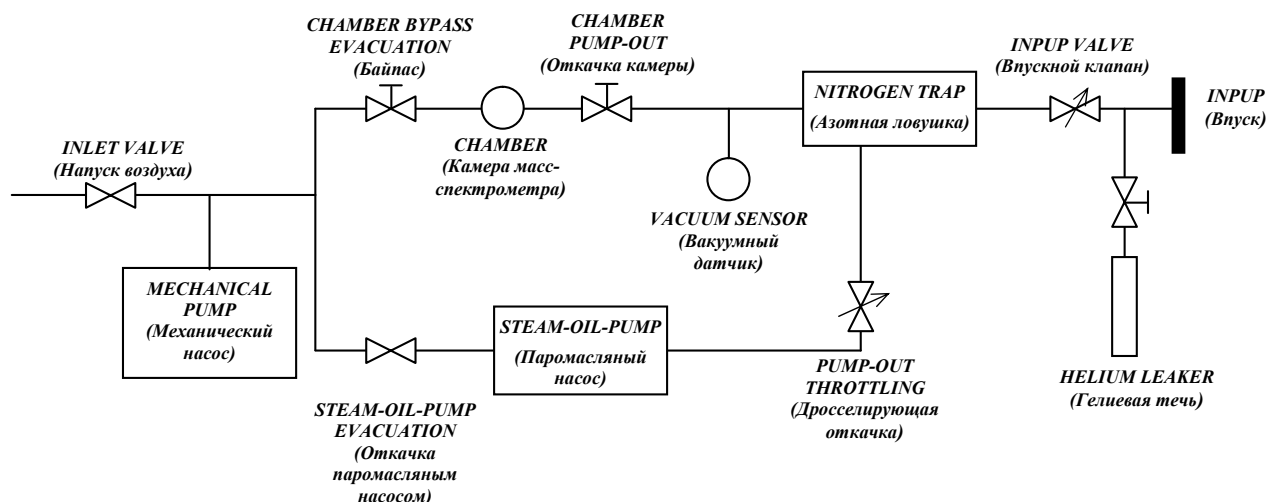 CHAMBER BYPASS
EVACUATION
(Байпас)
CHAMBER
PUMP-OUT
(Откачка камеры)
INPUP VALVE
(Впускной клапан)
INPUP
(Впуск)
NITROGEN TRAP
(Азотная ловушка)
INLET VALVE
(Напуск воздуха)
CHAMBER
(Камера масс-
спектрометра)
VACUUM SENSOR
(Вакуумный
датчик)
MECHANICAL
PUMP
(Механический
насос)
STEAM-OIL-PUMP
(Паромасляный
насос)
PUMP-OUT
THROTTLING
(Дросселирующая
откачка)
HELIUM LEAKER
(Гелиевая течь)
STEAM-OIL-PUMP
EVACUATION
(Откачка
паромасляным
насосом)